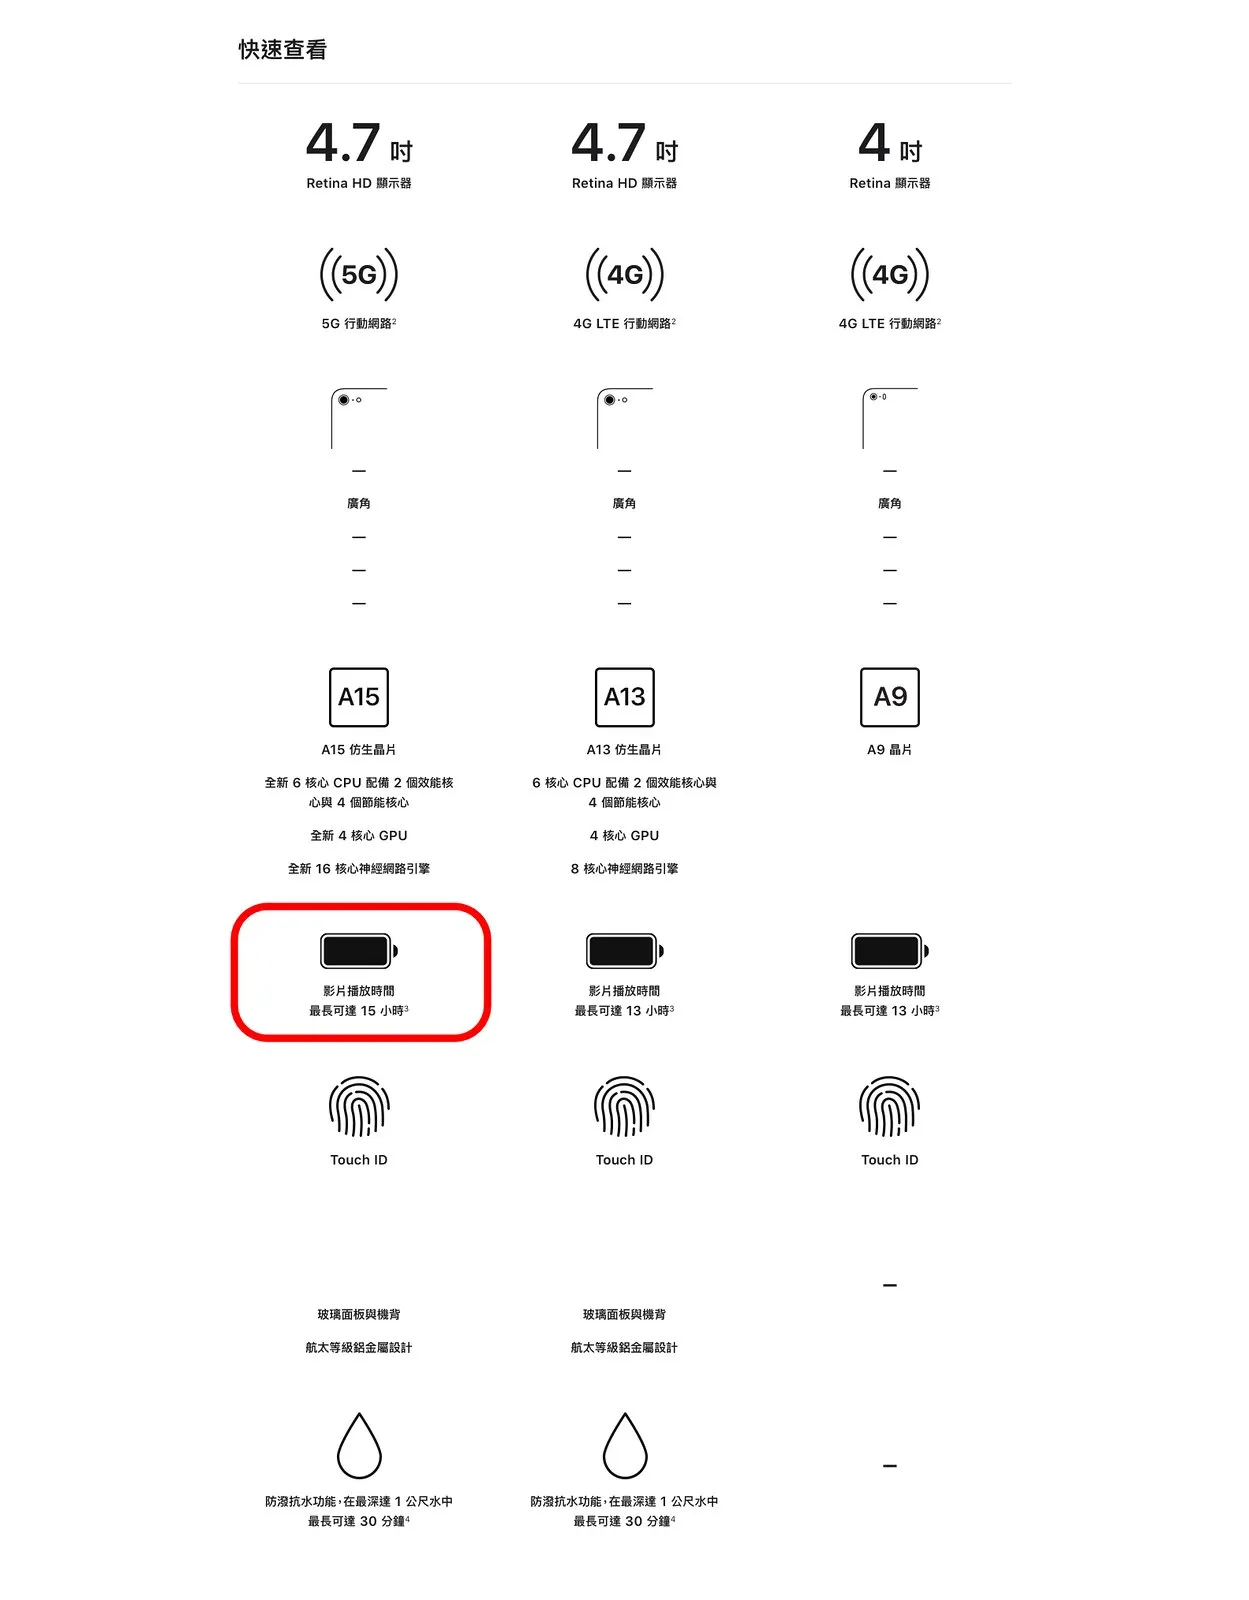 快速查看
4.7 吋 4.7 吋 4 吋
Retina HD 顯示器 Retina HD 顯示器 Retina 顯示器
5G 4G 4G
5G 行動網路2 4G LTE 行動網路2 4G LTE 行動網路2
— — —
廣角 廣角 廣角
— — —
— — —
— — —
A15 A13 A9
A15 仿生晶片 A13 仿生晶片 A9 晶片
全新 6 核心 CPU 配備 2 個效能核 6 核心 CPU 配備 2 個效能核心與
心與 4 個節能核心 4 個節能核心
全新 4 核心 GPU 4 核心 GPU
全新 16 核心神經網路引擎 8 核心神經網路引擎
影片播放時間 影片播放時間 影片播放時間
最長可達 15 小時3 最長可達 13 小時3 最長可達 13 小時3
Touch ID Touch ID Touch ID
—
玻璃面板與機背 玻璃面板與機背
航太等級鋁金屬設計 航太等級鋁金屬設計
—
防潑抗水功能，在最深達 1 公尺水中 防潑抗水功能，在最深達 1 公尺水中
最長可達 30 分鐘4 最長可達 30 分鐘4